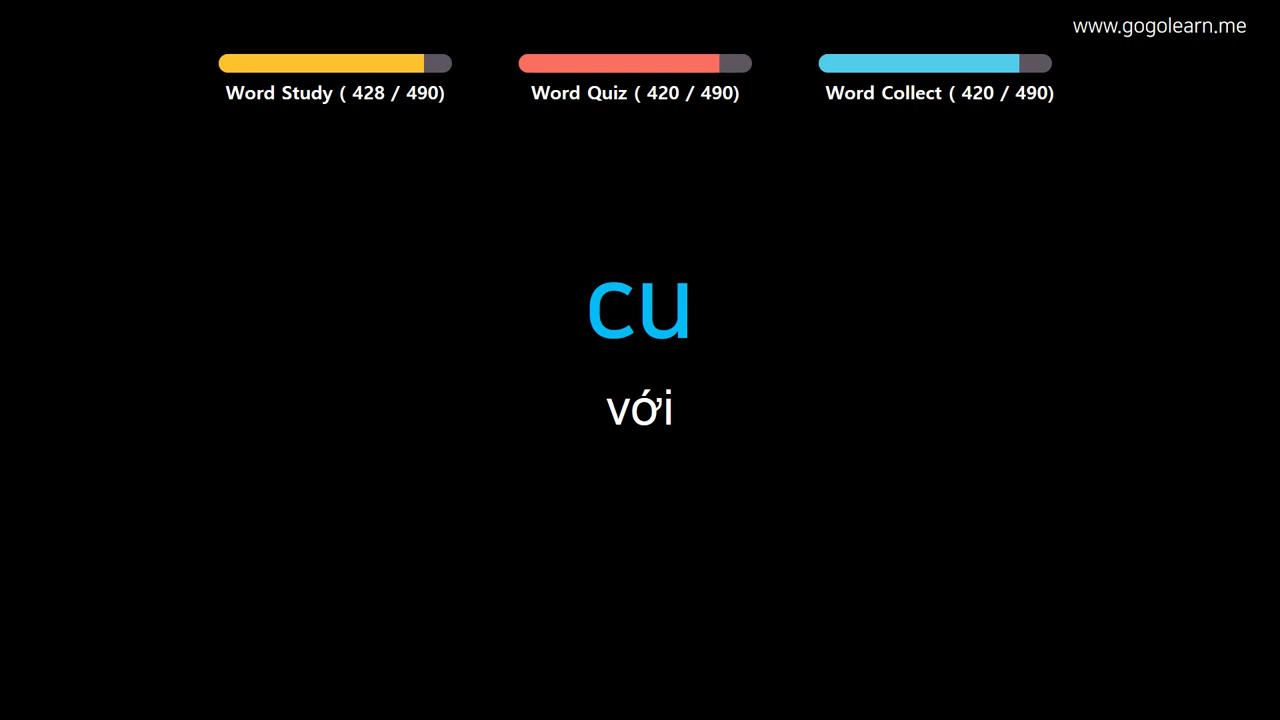 www.gogolearn.me
Word Study ( 428 / 490)
Word Quiz ( 420 / 490)
Word Collect ( 420 / 490)
cu
với